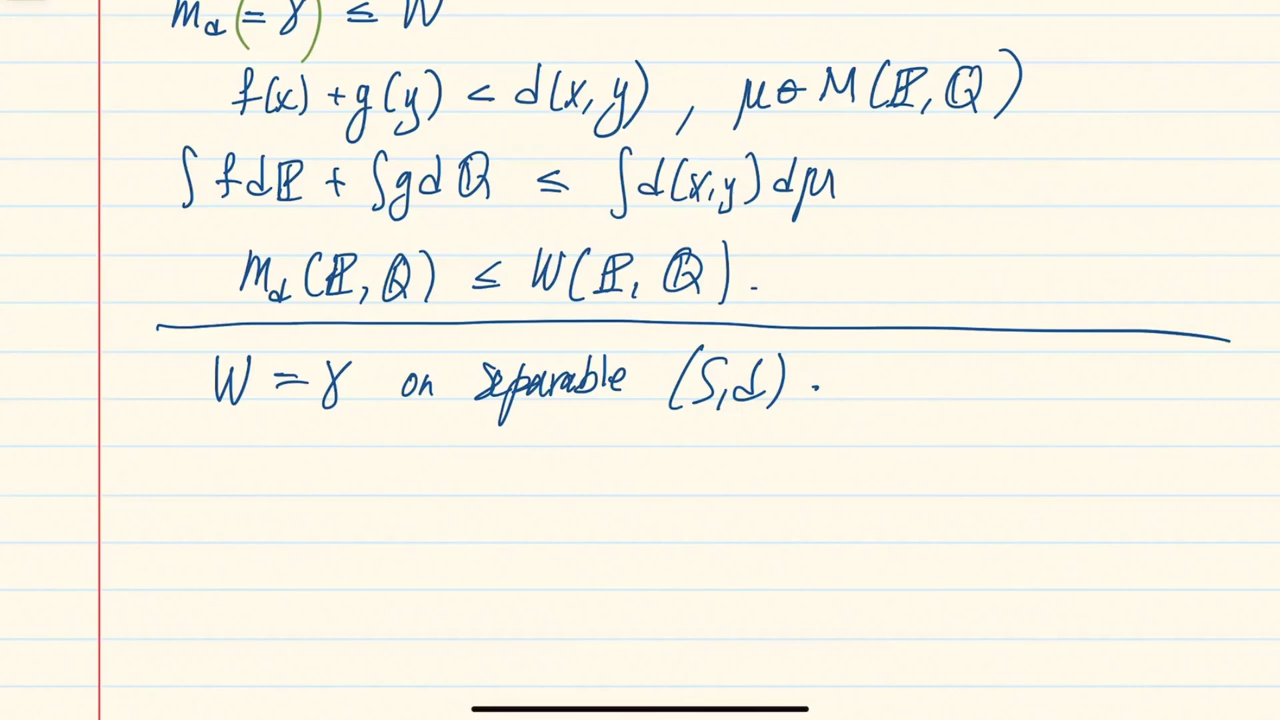 m_d (= γ) ≤ W
f(x) + g(y) < d(x, y) , μ ∈ M(ℙ, ℚ)
∫ f dℙ + ∫ g dℚ ≤ ∫ d(x,y) dμ
m_d (ℙ, ℚ) ≤ W(ℙ, ℚ).
W = γ on separable (S, d).